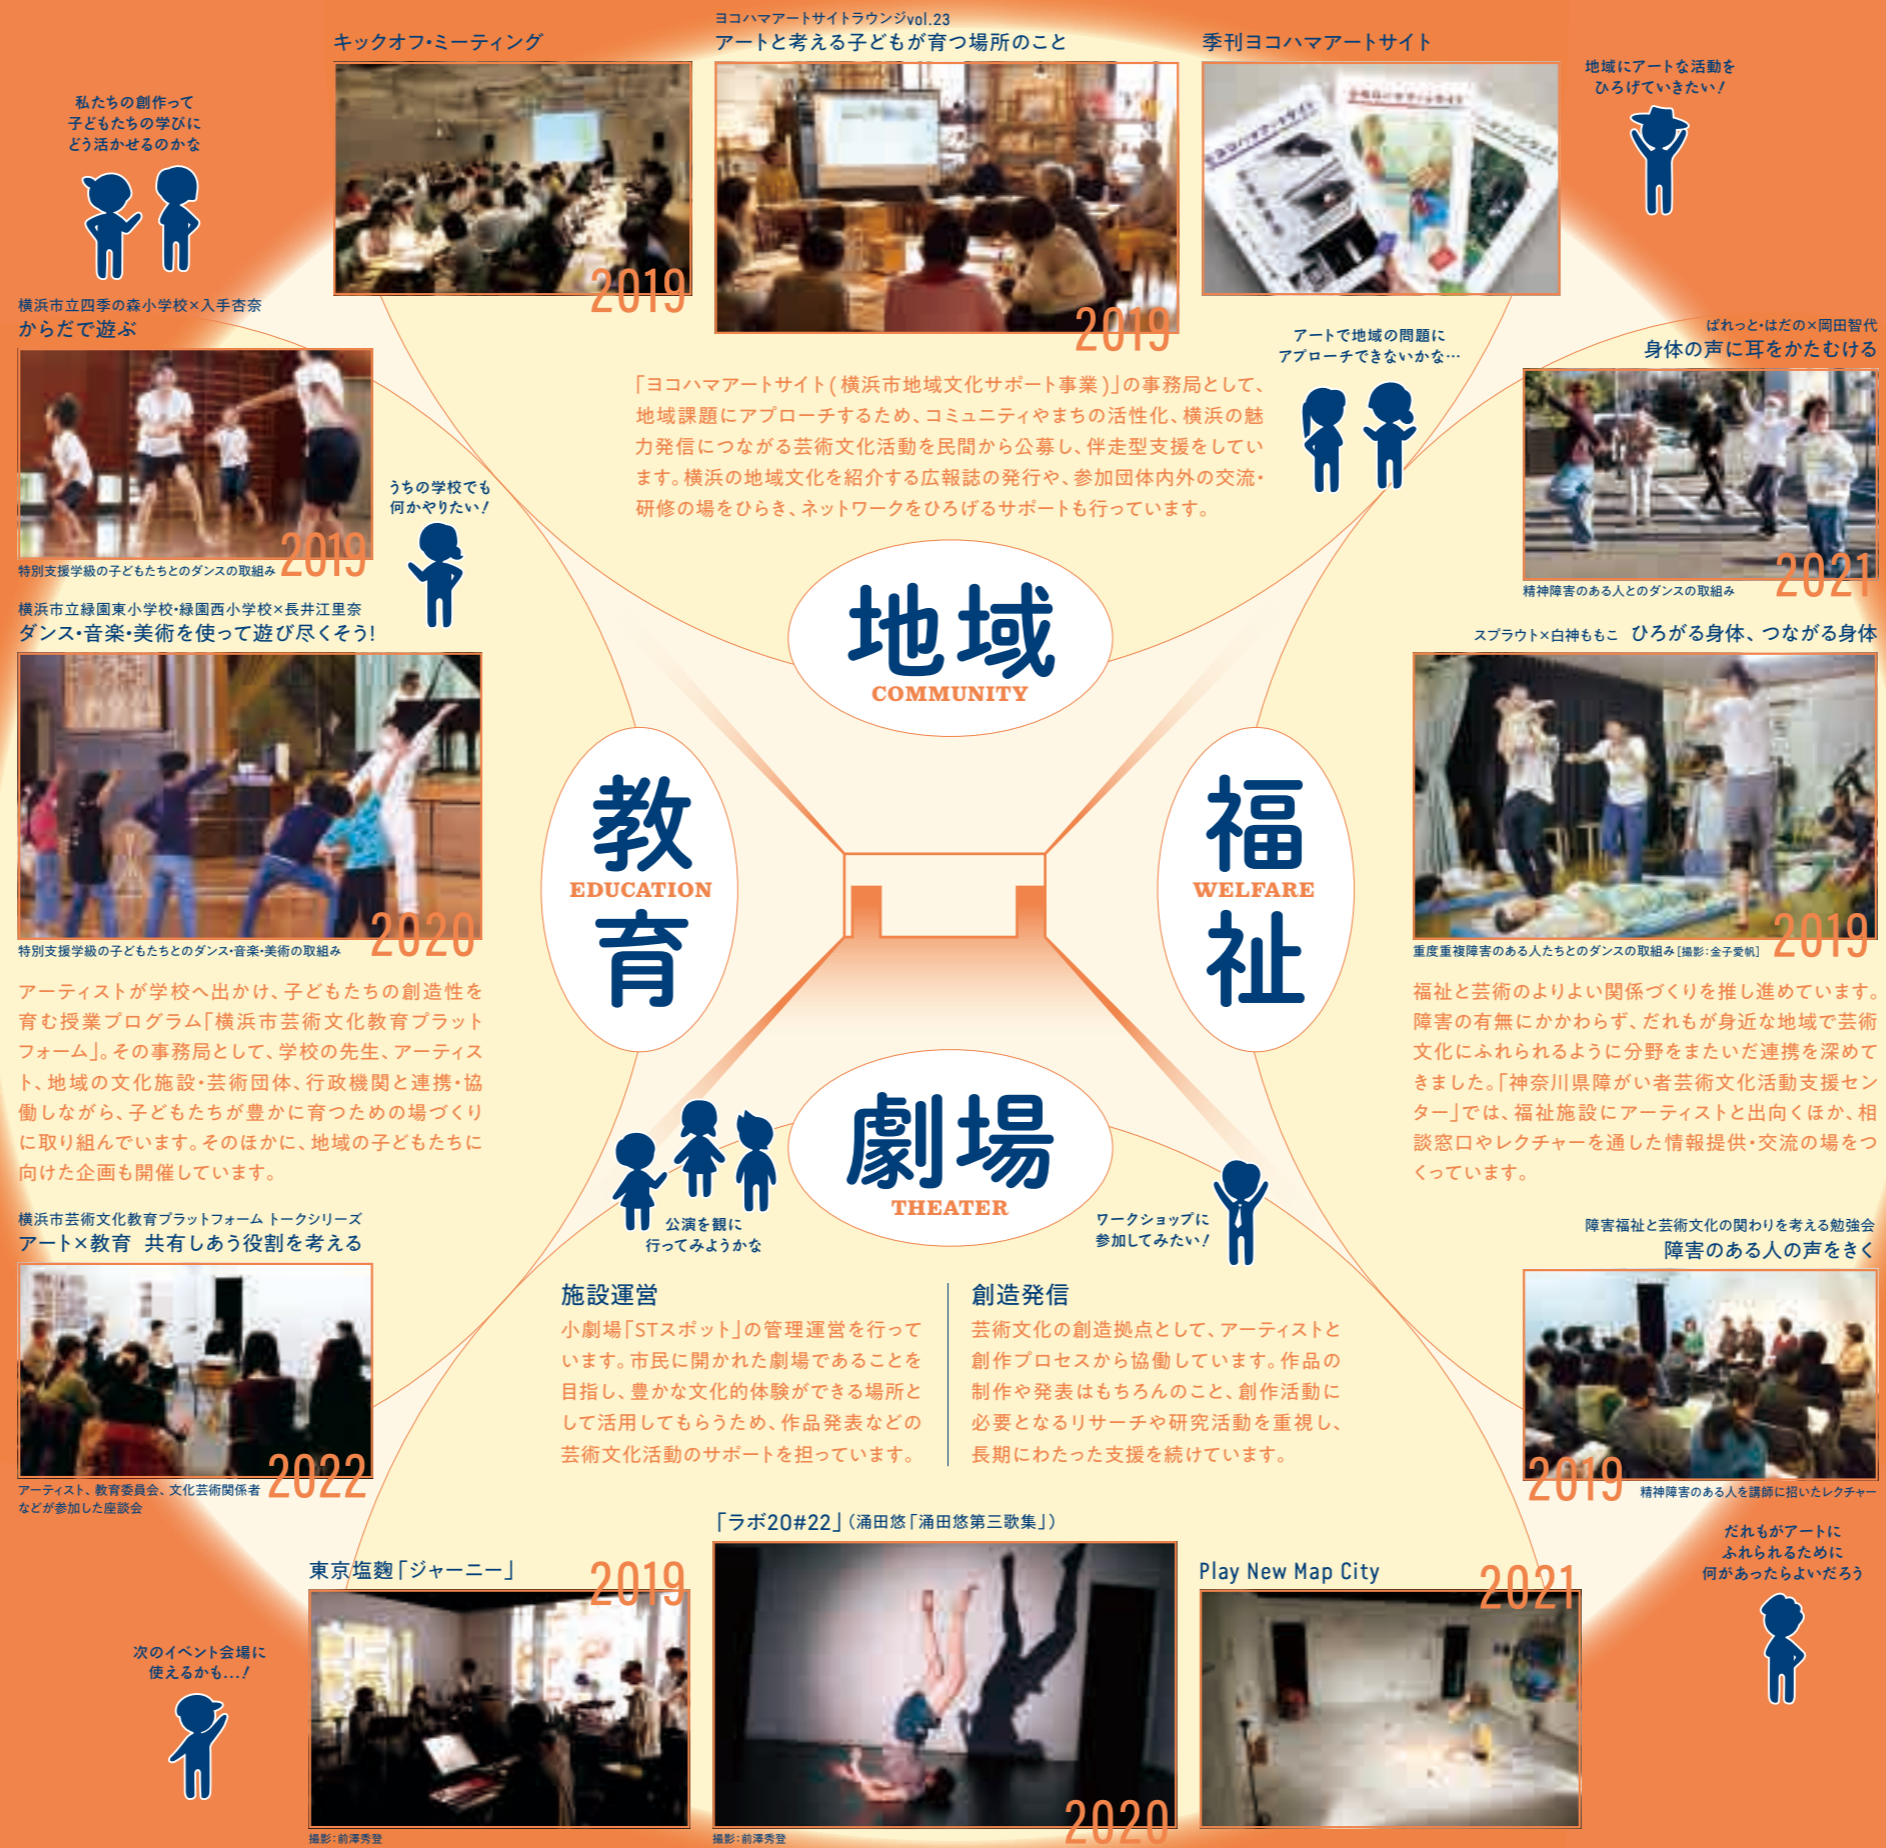 キックオフ・ミーティング
2019
ヨコハマアートサイトラウンジvol.23
アートと考える子どもが育つ場所のこと
2019
季刊ヨコハマアートサイト
地域にアートな活動を
ひろげていきたい!
私たちの創作って
子どもたちの学びに
どう活かせるのかな
アートで地域の問題に
アプローチできないかな…
「ヨコハマアートサイト(横浜市地域文化サポート事業)」の事務局として、
地域課題にアプローチするため、コミュニティやまちの活性化、横浜の魅
力発信につながる芸術文化活動を民間から公募し、伴走型支援をしてい
ます。横浜の地域文化を紹介する広報誌の発行や、参加団体内外の交流・
研修の場をひらき、ネットワークをひろげるサポートも行っています。
地域
COMMUNITY
横浜市立四季の森小学校×入手杏奈
からだで遊ぶ
2019
特別支援学級の子どもたちとのダンスの取組み
うちの学校でも
何かやりたい!
横浜市立緑園東小学校・緑園西小学校×長井江里奈
ダンス・音楽・美術を使って遊び尽くそう!
2020
特別支援学級の子どもたちとのダンス・音楽・美術の取組み
アーティストが学校へ出かけ、子どもたちの創造性を
育む授業プログラム「横浜市芸術文化教育プラット
フォーム」。その事務局として、学校の先生、アーティス
ト、地域の文化施設・芸術団体、行政機関と連携・協
働しながら、子どもたちが豊かに育つための場づくり
に取り組んでいます。そのほかに、地域の子どもたちに
向けた企画も開催しています。
教
EDUCATION
育
横浜市芸術文化教育プラットフォーム トークシリーズ
アート×教育 共有しあう役割を考える
2022
アーティスト、教育委員会、文化芸術関係者
などが参加した座談会
ぱれっと・はだの×岡田智代
身体の声に耳をかたむける
2021
精神障害のある人とのダンスの取組み
スプラウト×白神ももこ ひろがる身体、つながる身体
2019
重度重複障害のある人たちとのダンスの取組み[撮影:金子愛帆]
福祉と芸術のよりよい関係づくりを推し進めています。
障害の有無にかかわらず、だれもが身近な地域で芸術
文化にふれられるように分野をまたいだ連携を深めて
きました。「神奈川県障がい者芸術文化活動支援セン
ター」では、福祉施設にアーティストと出向くほか、相
談窓口やレクチャーを通した情報提供・交流の場をつ
くっています。
福
WELFARE
祉
障害福祉と芸術文化の関わりを考える勉強会
障害のある人の声をきく
2019
精神障害のある人を講師に招いたレクチャー
だれもがアートに
ふれられるために
何があったらよいだろう
劇場
THEATER
公演を観に
行ってみようかな
ワークショップに
参加してみたい!
施設運営
小劇場「STスポット」の管理運営を行って
います。市民に開かれた劇場であることを
目指し、豊かな文化的体験ができる場所と
して活用してもらうため、作品発表などの
芸術文化活動のサポートを担っています。
創造発信
芸術文化の創造拠点として、アーティストと
創作プロセスから協働しています。作品の
制作や発表はもちろんのこと、創作活動に
必要となるリサーチや研究活動を重視し、
長期にわたった支援を続けています。
次のイベント会場に
使えるかも...!
東京塩麴「ジャーニー」
2019
撮影:前澤秀登
「ラボ20#22」(涌田悠「涌田悠第三歌集」)
2020
撮影:前澤秀登
Play New Map City
2021